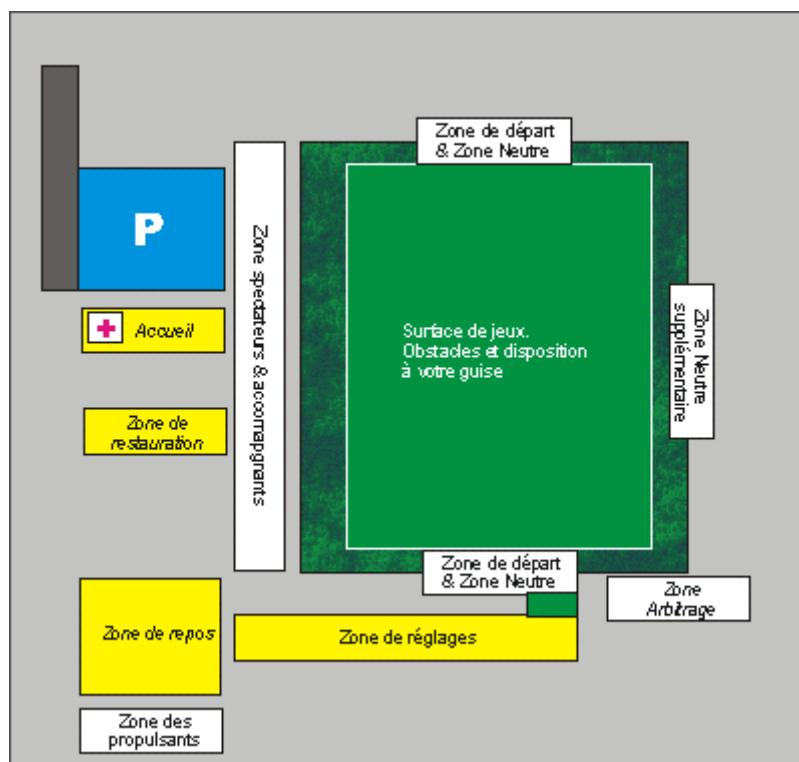 Zone de départ
& Zone Neutre
P
Zone spectateurs & accomapgnants
Accueil
Surface de jeux.
Obstacles et disposition
à votre guise
Zone Neutre
supplémentaire
Zone de
restauration
Zone de départ
& Zone Neutre
Zone
Arbitrage
Zone de repos
Zone de réglages
Zone des
propulsants